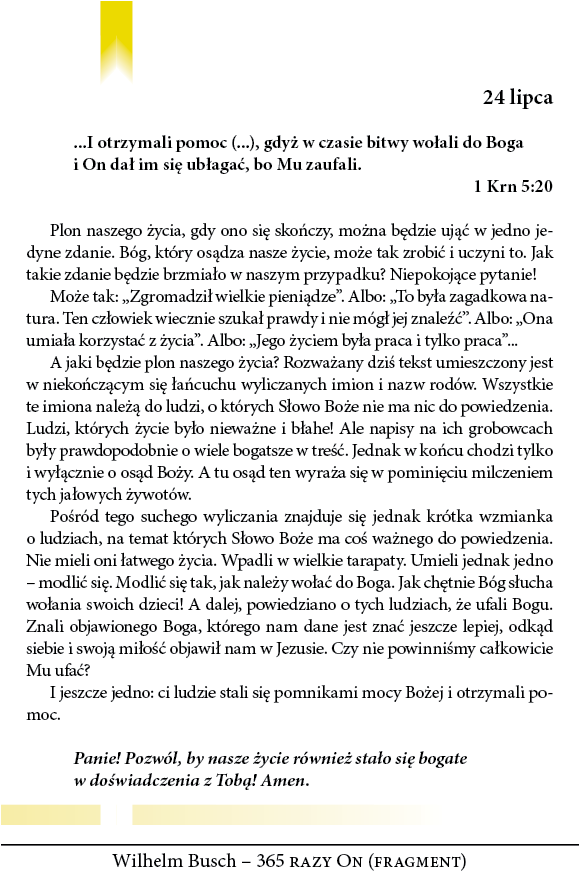 24 lipca
...I otrzymali pomoc (...), gdyż w czasie bitwy wołali do Boga
i On dał im się ubłagać, bo Mu zaufali.
1 Krn 5:20
Plon naszego życia, gdy ono się skończy, można będzie ująć w jedno je-
dyne zdanie. Bóg, który osądza nasze życie, może tak zrobić i uczyni to. Jak
takie zdanie będzie brzmiało w naszym przypadku? Niepokojące pytanie!
Może tak: „Zgromadził wielkie pieniądze”. Albo: „To była zagadkowa na-
tura. Ten człowiek wiecznie szukał prawdy i nie mógł jej znaleźć”. Albo: „Ona
umiała korzystać z życia”. Albo: „Jego życiem była praca i tylko praca”...
A jaki będzie plon naszego życia? Rozważany dziś tekst umieszczony jest
w niekończącym się łańcuchu wyliczanych imion i nazw rodów. Wszystkie
te imiona należą do ludzi, o których Słowo Boże nie ma nic do powiedzenia.
Ludzi, których życie było nieważne i błahe! Ale napisy na ich grobowcach
były prawdopodobnie o wiele bogatsze w treść. Jednak w końcu chodzi tylko
i wyłącznie o osąd Boży. A tu osąd ten wyraża się w pominięciu milczeniem
tych jałowych żywotów.
Pośród tego suchego wyliczania znajduje się jednak krótka wzmianka
o ludziach, na temat których Słowo Boże ma coś ważnego do powiedzenia.
Nie mieli oni łatwego życia. Wpadli w wielkie tarapaty. Umieli jednak jedno
– modlić się. Modlić się tak, jak należy wołać do Boga. Jak chętnie Bóg słucha
wołania swoich dzieci! A dalej, powiedziano o tych ludziach, że ufali Bogu.
Znali objawionego Boga, którego nam dane jest znać jeszcze lepiej, odkąd
siebie i swoją miłość objawił nam w Jezusie. Czy nie powinniśmy całkowicie
Mu ufać?
I jeszcze jedno: ci ludzie stali się pomnikami mocy Bożej i otrzymali po-
moc.
Panie! Pozwól, by nasze życie również stało się bogate
w doświadczenia z Tobą! Amen.
Wilhelm Busch – 365 razy On (fragment)